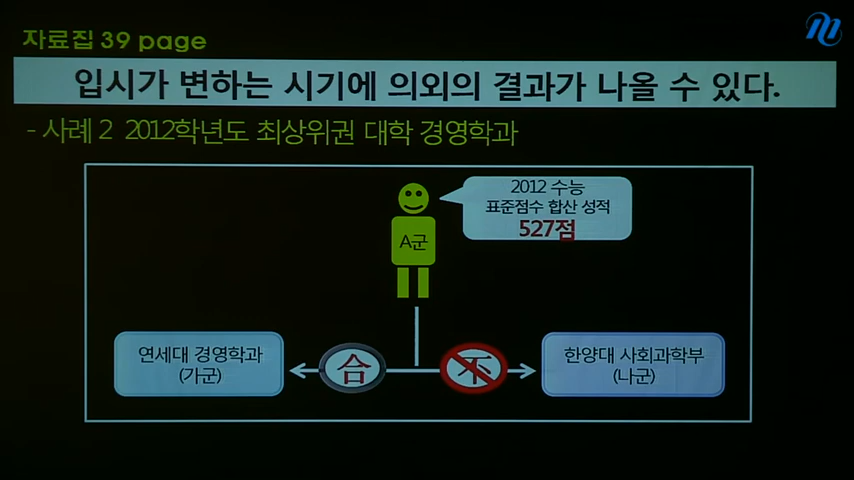 자료집 39 page
입시가 변하는 시기에 의외의 결과가 나올 수 있다.
- 사례 2 2012학년도 최상위권 대학 경영학과
2012 수능
표준점수 합산 성적
527점
A군
연세대 경영학과
(가군)
合
不
한양대 사회과학부
(나군)